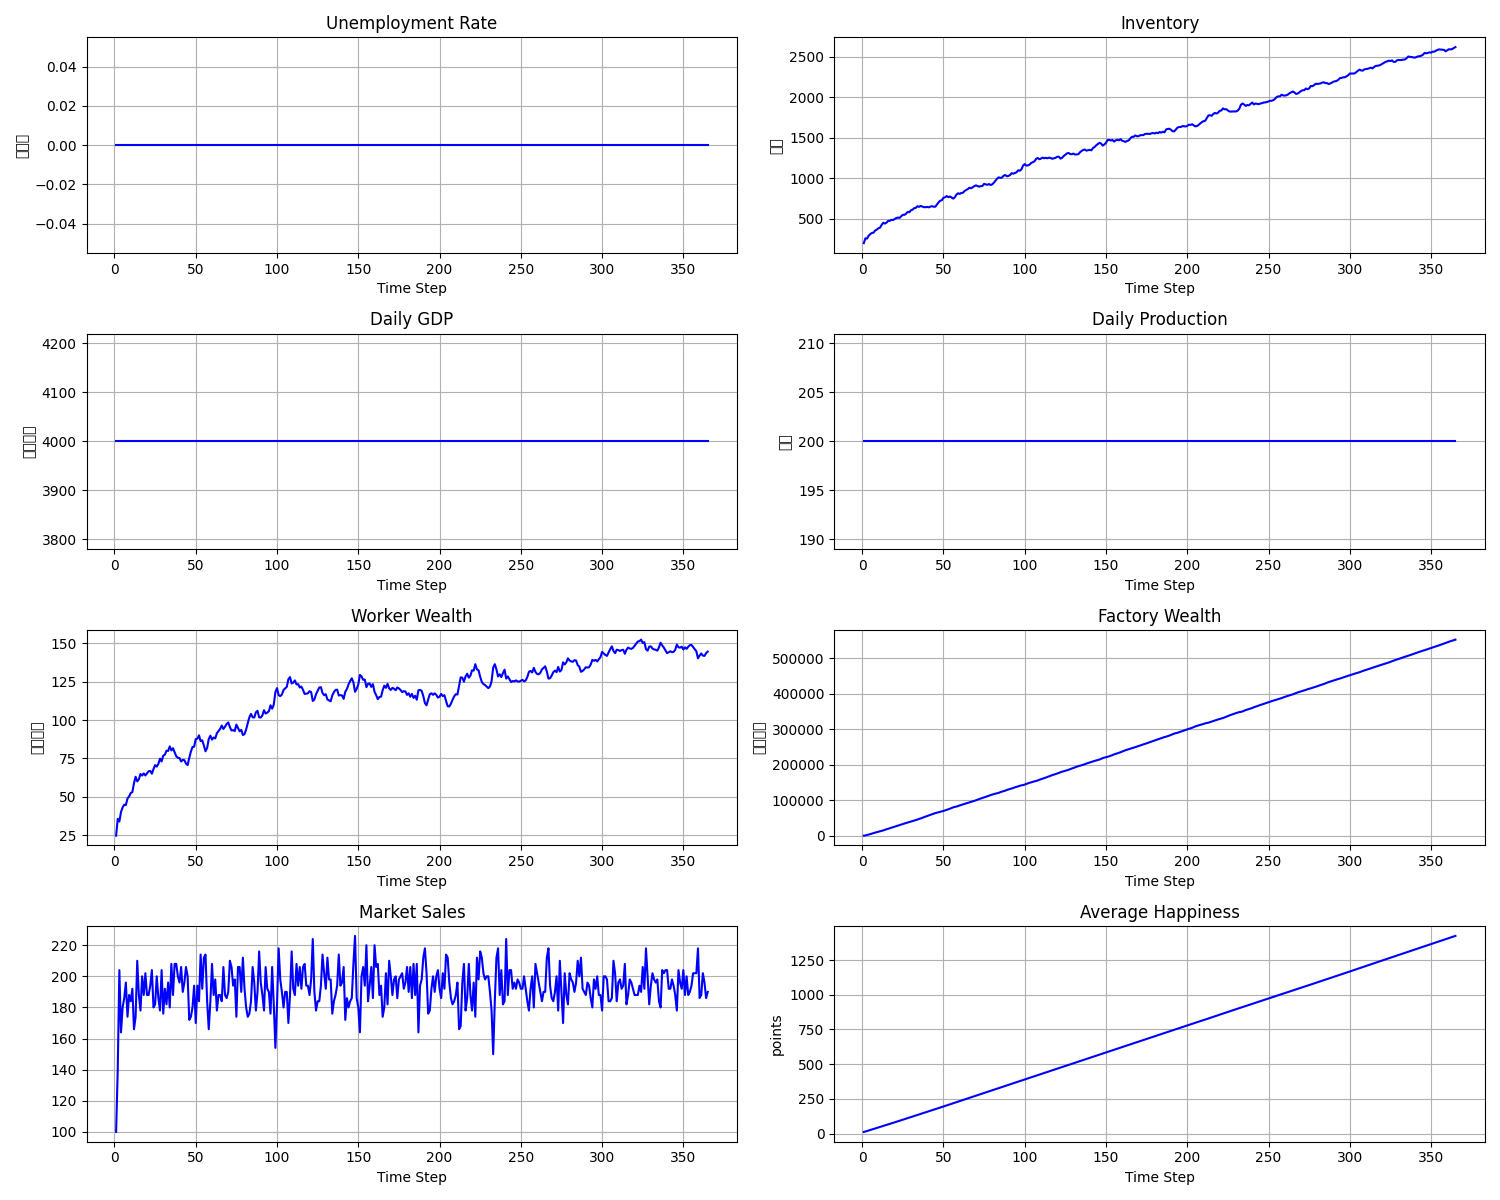 Unemployment Rate
0.04
0.02
0.00
−0.02
−0.04
0 50 100 150 200 250 300 350
Time Step
Inventory
2500
2000
1500
1000
500
0 50 100 150 200 250 300 350
Time Step
Daily GDP
4200
4100
4000
3900
3800
0 50 100 150 200 250 300 350
Time Step
Daily Production
210
205
200
195
190
0 50 100 150 200 250 300 350
Time Step
Worker Wealth
150
125
100
75
50
25
0 50 100 150 200 250 300 350
Time Step
Factory Wealth
500000
400000
300000
200000
100000
0
0 50 100 150 200 250 300 350
Time Step
Market Sales
220
200
180
160
140
120
100
0 50 100 150 200 250 300 350
Time Step
Average Happiness
points
1250
1000
750
500
250
0
0 50 100 150 200 250 300 350
Time Step